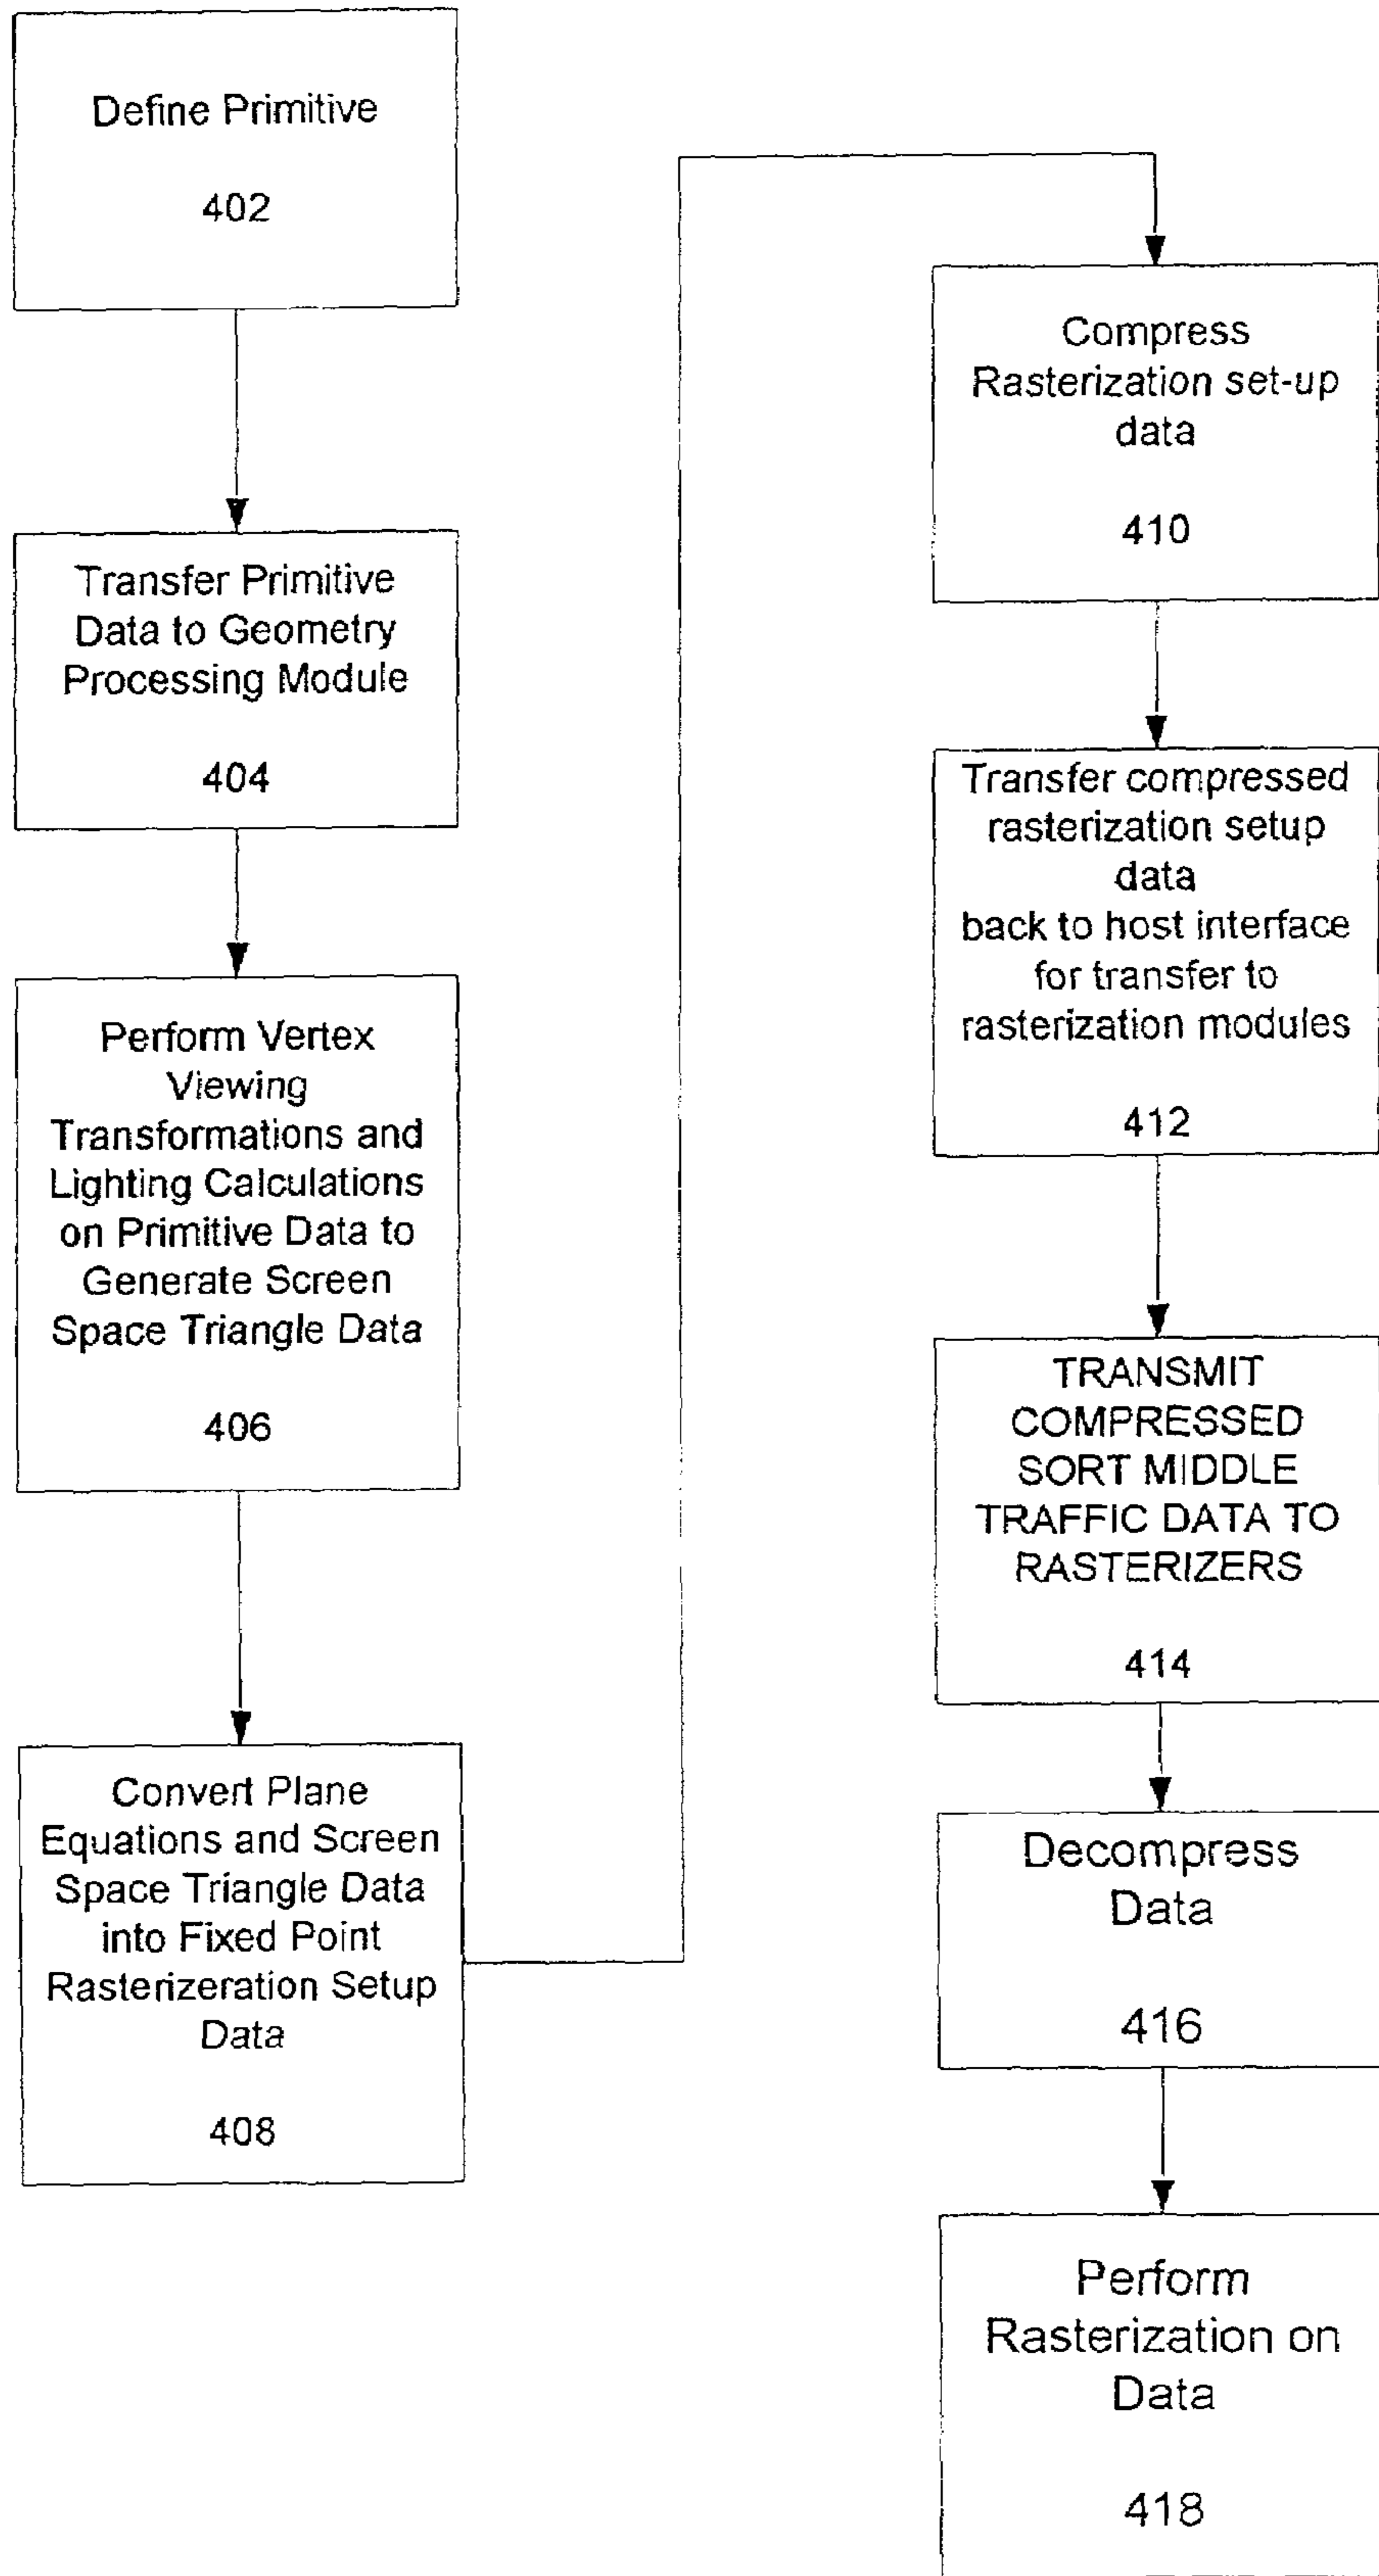 Define Primitive
402
Transfer Primitive
Data to Geometry
Processing Module
404
Perform Vertex
Viewing
Transformations and
Lighting Calculations
on Primitive Data to
Generate Screen
Space Triangle Data
406
Convert Plane
Equations and Screen
Space Triangle Data
into Fixed Point
Rasterizeration Setup
Data
408
Compress
Rasterization set-up
data
410
Transfer compressed
rasterization setup
data
back to host interface
for transfer to
rasterization modules
412
TRANSMIT
COMPRESSED
SORT MIDDLE
TRAFFIC DATA TO
RASTERIZERS
414
Decompress
Data
416
Perform
Rasterization on
Data
418